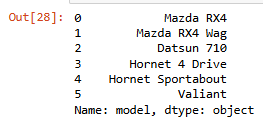 Out[28]: 0 Mazda RX4
1 Mazda RX4 Wag
2 Datsun 710
3 Hornet 4 Drive
4 Hornet Sportabout
5 Valiant
Name: model, dtype: object